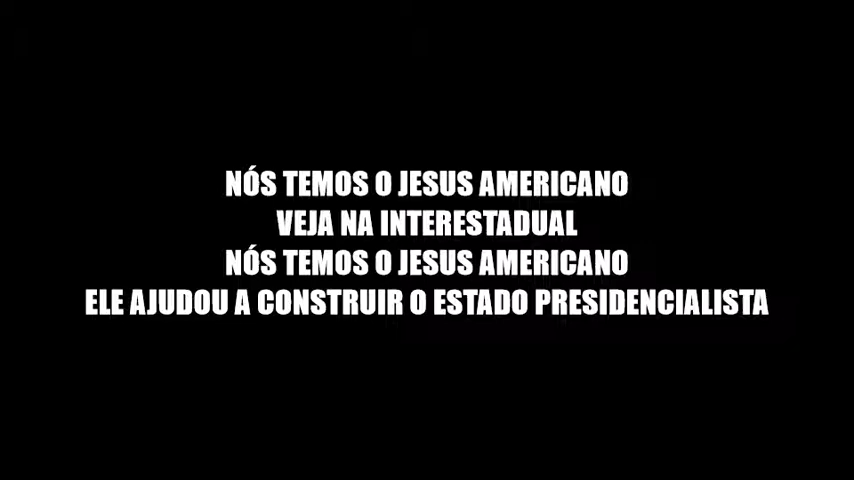 NÓS TEMOS O JESUS AMERICANO
VEJA NA INTERESTADUAL
NÓS TEMOS O JESUS AMERICANO
ELE AJUDOU A CONSTRUIR O ESTADO PRESIDENCIALISTA